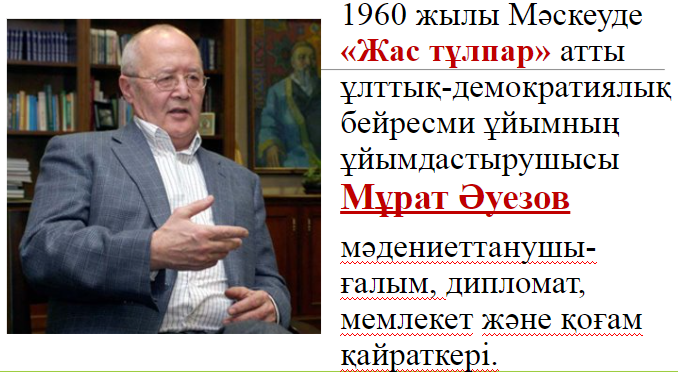 1960 жылы Мәскеуде
«Жас тұлпар» атты
ұлттық-демократиялық
бейресми ұйымның
ұйымдастырушысы
Мұрат Әуезов
мәдениеттанушы-
ғалым, дипломат,
мемлекет және қоғам
қайраткері.